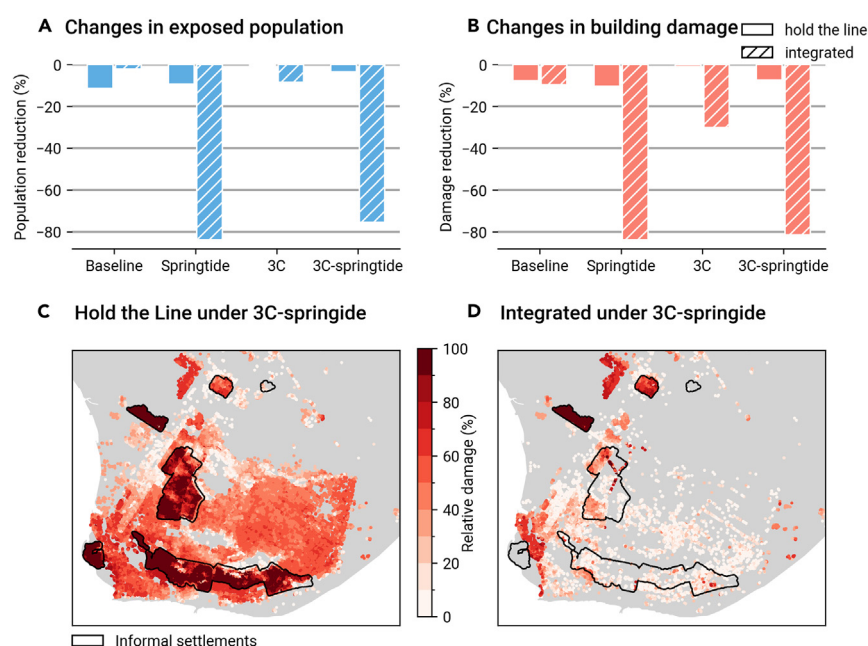 A Changes in exposed population
B Changes in building damage
hold the line
integrated
Population reduction (%)
0
−20
−40
−60
−80
Baseline Springtide 3C 3C-springtide
Damage reduction (%)
0
−20
−40
−60
−80
Baseline Springtide 3C 3C-springtide
C Hold the Line under 3C-springide
D Integrated under 3C-springide
100
80
60
40
20
0
Relative damage (%)
Informal settlements